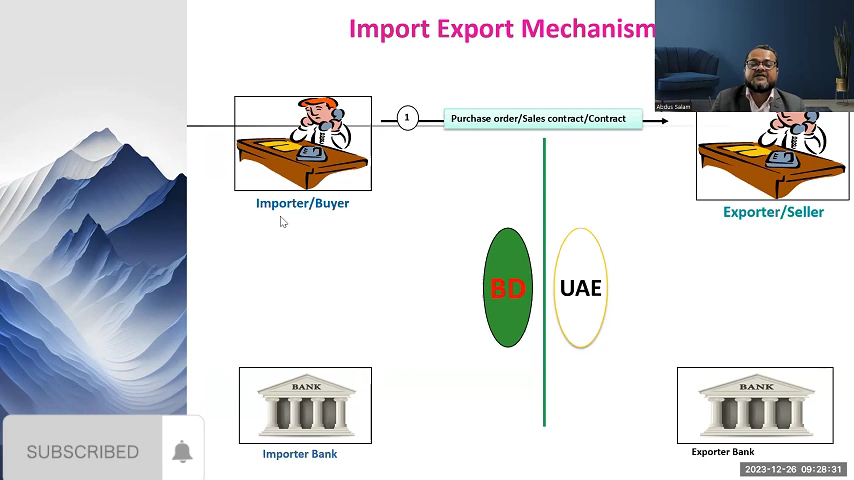 Import Export Mechanism
Abdus Salam
1
Purchase order/Sales contract/Contract
Importer/Buyer
Exporter/Seller
BD
UAE
BANK
BANK
SUBSCRIBED
Importer Bank
Exporter Bank
2023-12-26 09:28:31